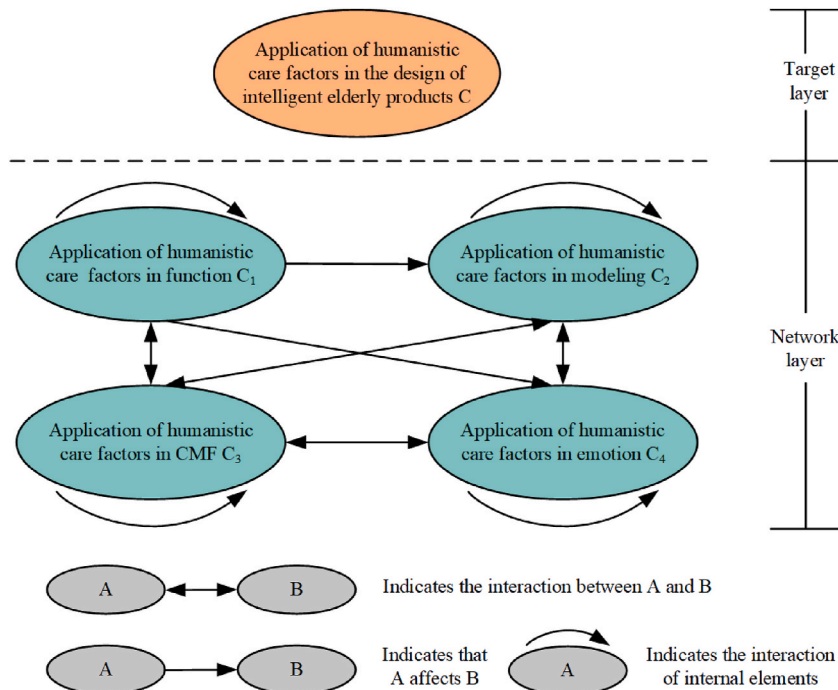 Application of humanistic
care factors in the design of
intelligent elderly products C
Target
layer
Application of humanistic
care factors in function C₁
Application of humanistic
care factors in modeling C₂
Network
layer
Application of humanistic
care factors in CMF C₃
Application of humanistic
care factors in emotion C₄
A
B
Indicates the interaction between A and B
A
B
Indicates that
A affects B
A
Indicates the interaction
of internal elements